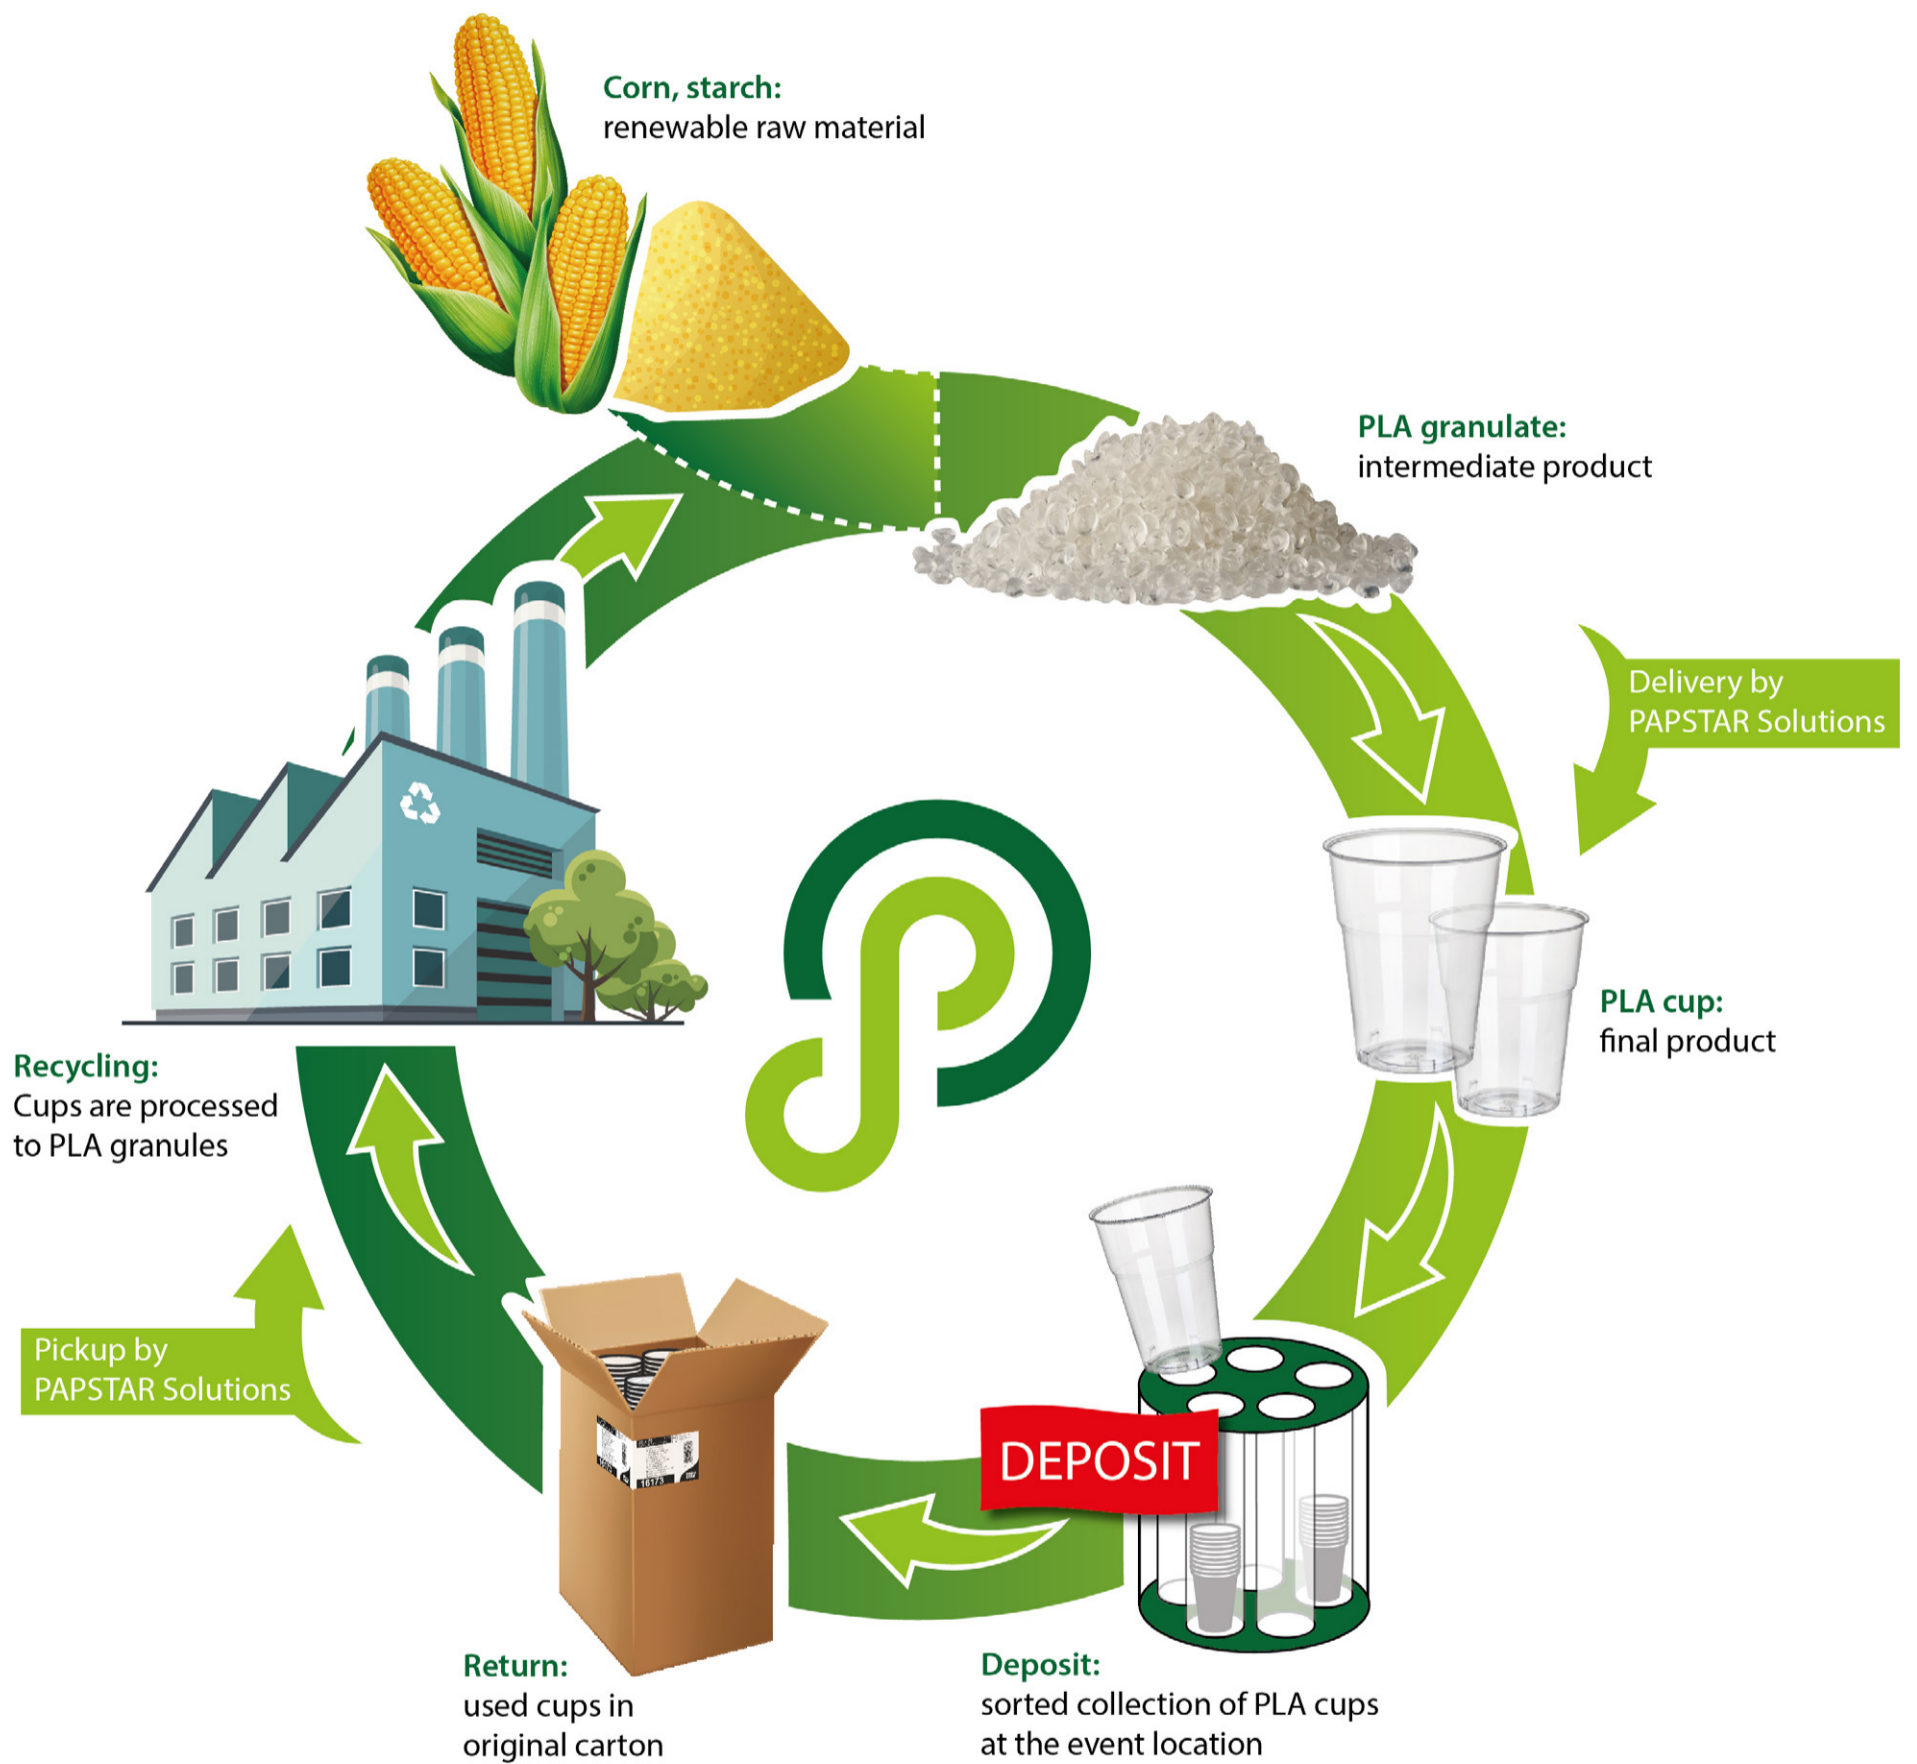 Corn, starch:
renewable raw material
PLA granulate:
intermediate product
Delivery by
PAPSTAR Solutions
PLA cup:
final product
DEPOSIT
Deposit:
sorted collection of PLA cups
at the event location
Return:
used cups in
original carton
16173
Pickup by
PAPSTAR Solutions
Recycling:
Cups are processed
to PLA granules